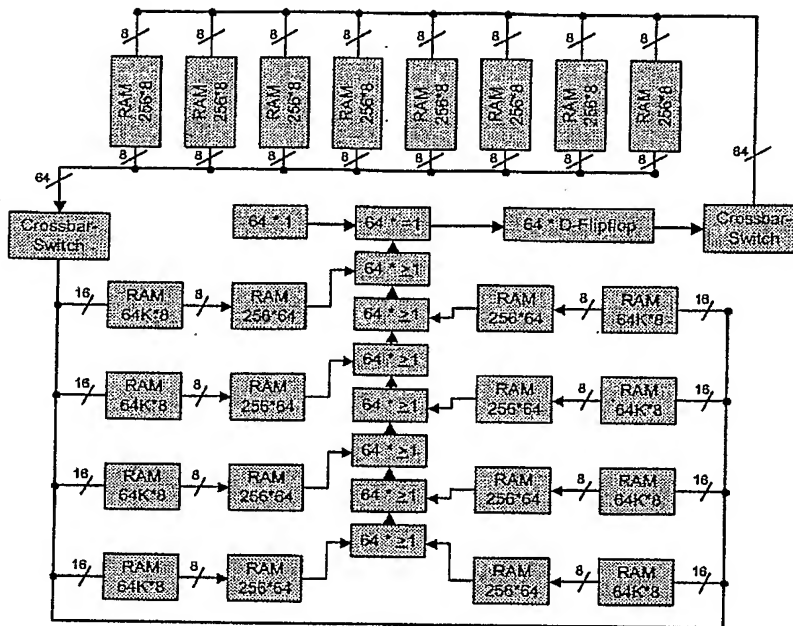 8 8 8 8 8 8 8 8
RAM
256*8
RAM
256*8
RAM
256*8
RAM
256*8
RAM
256*8
RAM
256*8
RAM
256*8
RAM
256*8
8 8 8 8 8 8 8 8
64
64
Crossbar-
Switch
64 * 1
64 * =1
64 * D-Flipflop
Crossbar-
Switch
64 * ≥1
16
RAM
64K*8
8
RAM
256*64
64 * ≥1
RAM
256*64
8
RAM
64K*8
16
64 * ≥1
16
RAM
64K*8
8
RAM
256*64
64 * ≥1
RAM
256*64
8
RAM
64K*8
16
64 * ≥1
16
RAM
64K*8
8
RAM
256*64
64 * ≥1
RAM
256*64
8
RAM
64K*8
16
64 * ≥1
16
RAM
64K*8
8
RAM
256*64
RAM
256*64
8
RAM
64K*8
16